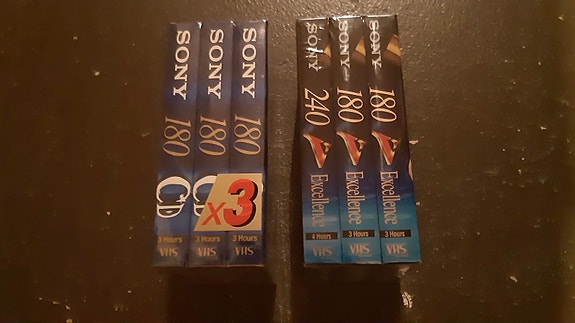 SONY 180 CD 3 Hours VHS
SONY 180 3 Hours VHS
SONY 180 3 Hours VHS
x3
SONY 240 V Excellence 4 Hours VHS
SONY 180 V Excellence 3 Hours VHS
SONY 180 V Excellence 3 Hours VHS